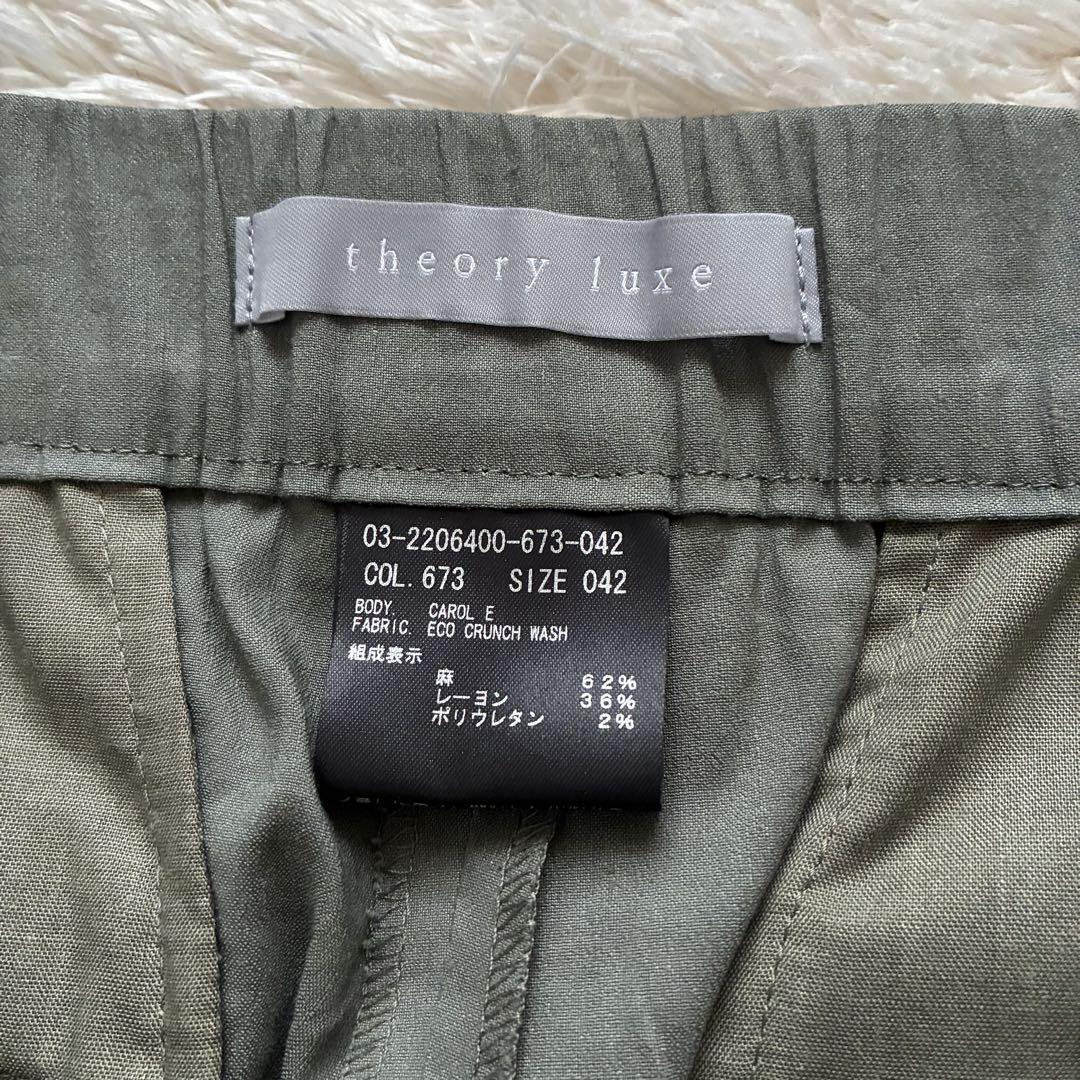 theory luxe
03-2206400-673-042
COL.673 SIZE 042
BODY. CAROL E
FABRIC. ECO CRUNCH WASH
組成表示
麻 62%
レーヨン 36%
ポリウレタン 2%